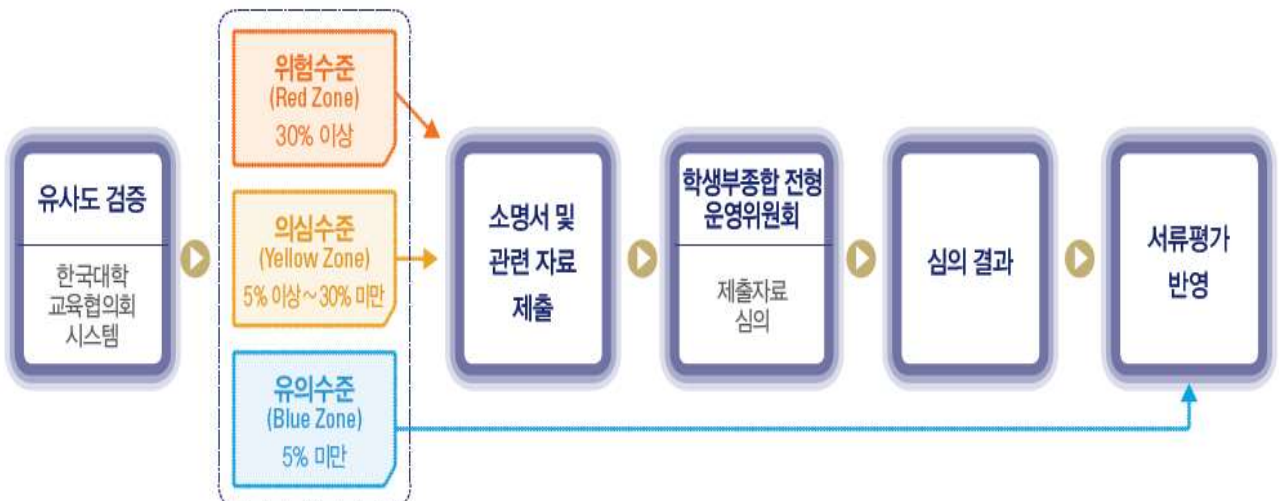 유사도 검증
한국대학
교육협의회
시스템
위험수준
(Red Zone)
30% 이상
의심수준
(Yellow Zone)
5% 이상~30% 미만
유의수준
(Blue Zone)
5% 미만
소명서 및
관련 자료
제출
학생부종합 전형
운영위원회
제출자료
심의
심의 결과
서류평가
반영